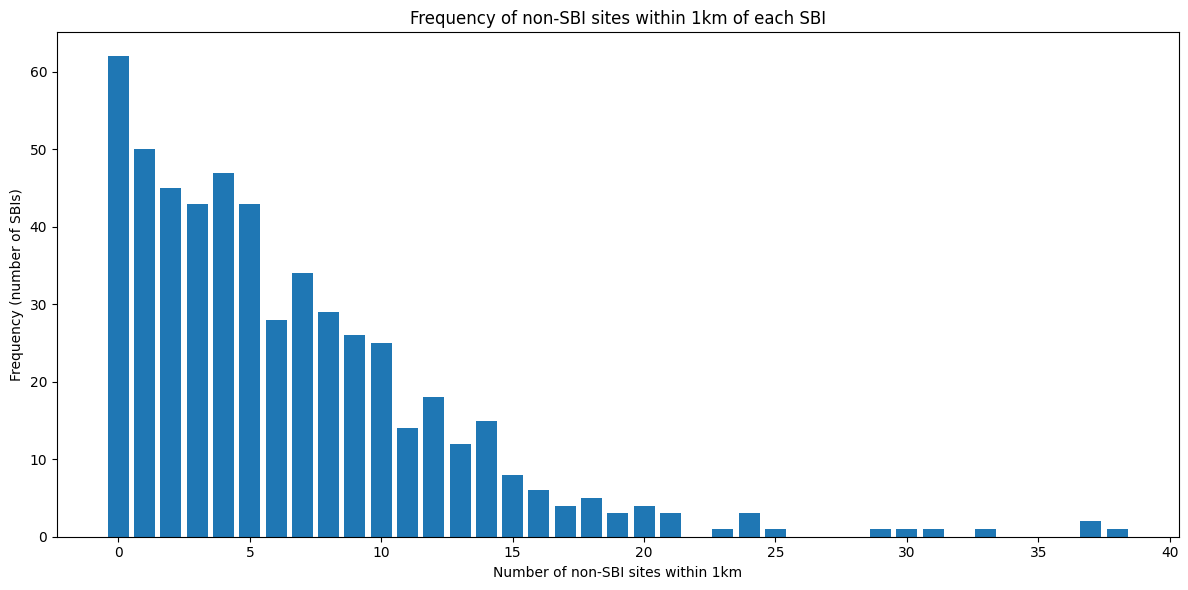 Frequency of non-SBI sites within 1km of each SBI
60
50
40
30
20
10
0
Frequency (number of SBIs)
0 5 10 15 20 25 30 35 40
Number of non-SBI sites within 1km